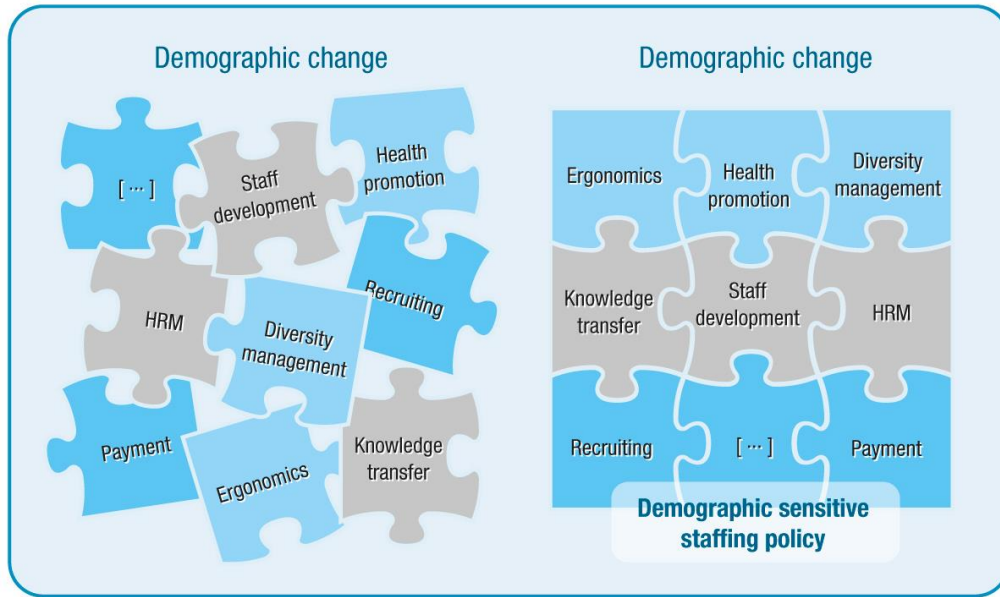 Demographic change
[ ... ]
Staff
development
Health
promotion
HRM
Diversity
management
Recruiting
Payment
Ergonomics
Knowledge
transfer
Demographic change
Ergonomics
Health
promotion
Diversity
management
Knowledge
transfer
Staff
development
HRM
Recruiting
[ ... ]
Payment
Demographic sensitive
staffing policy